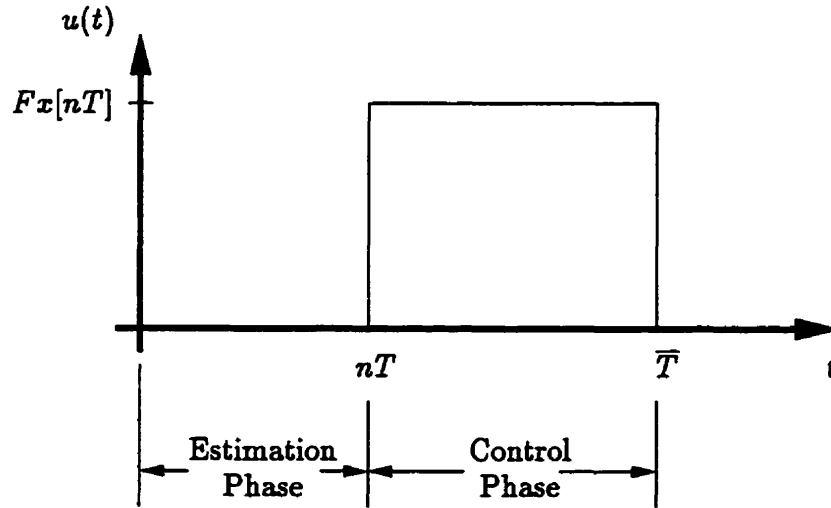 u(t)
Fx[nT]
nT
T̅
t
Estimation
Phase
Control
Phase